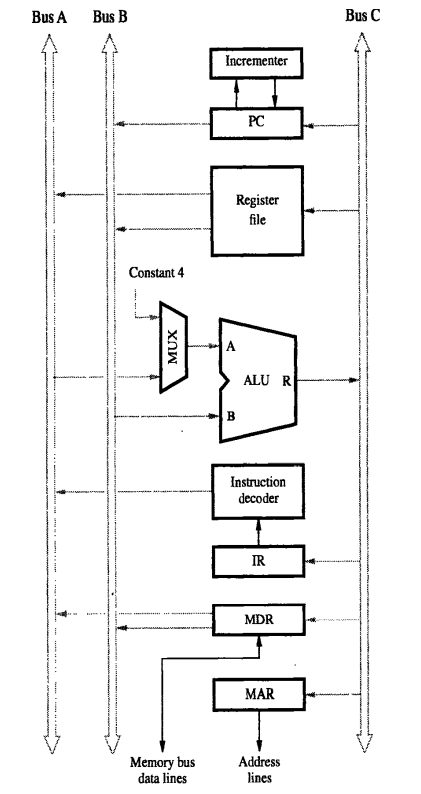 Bus A
Bus B
Bus C
Incrementer
PC
Register
file
Constant 4
MUX
A
ALU
R
B
Instruction
decoder
IR
MDR
MAR
Memory bus
data lines
Address
lines